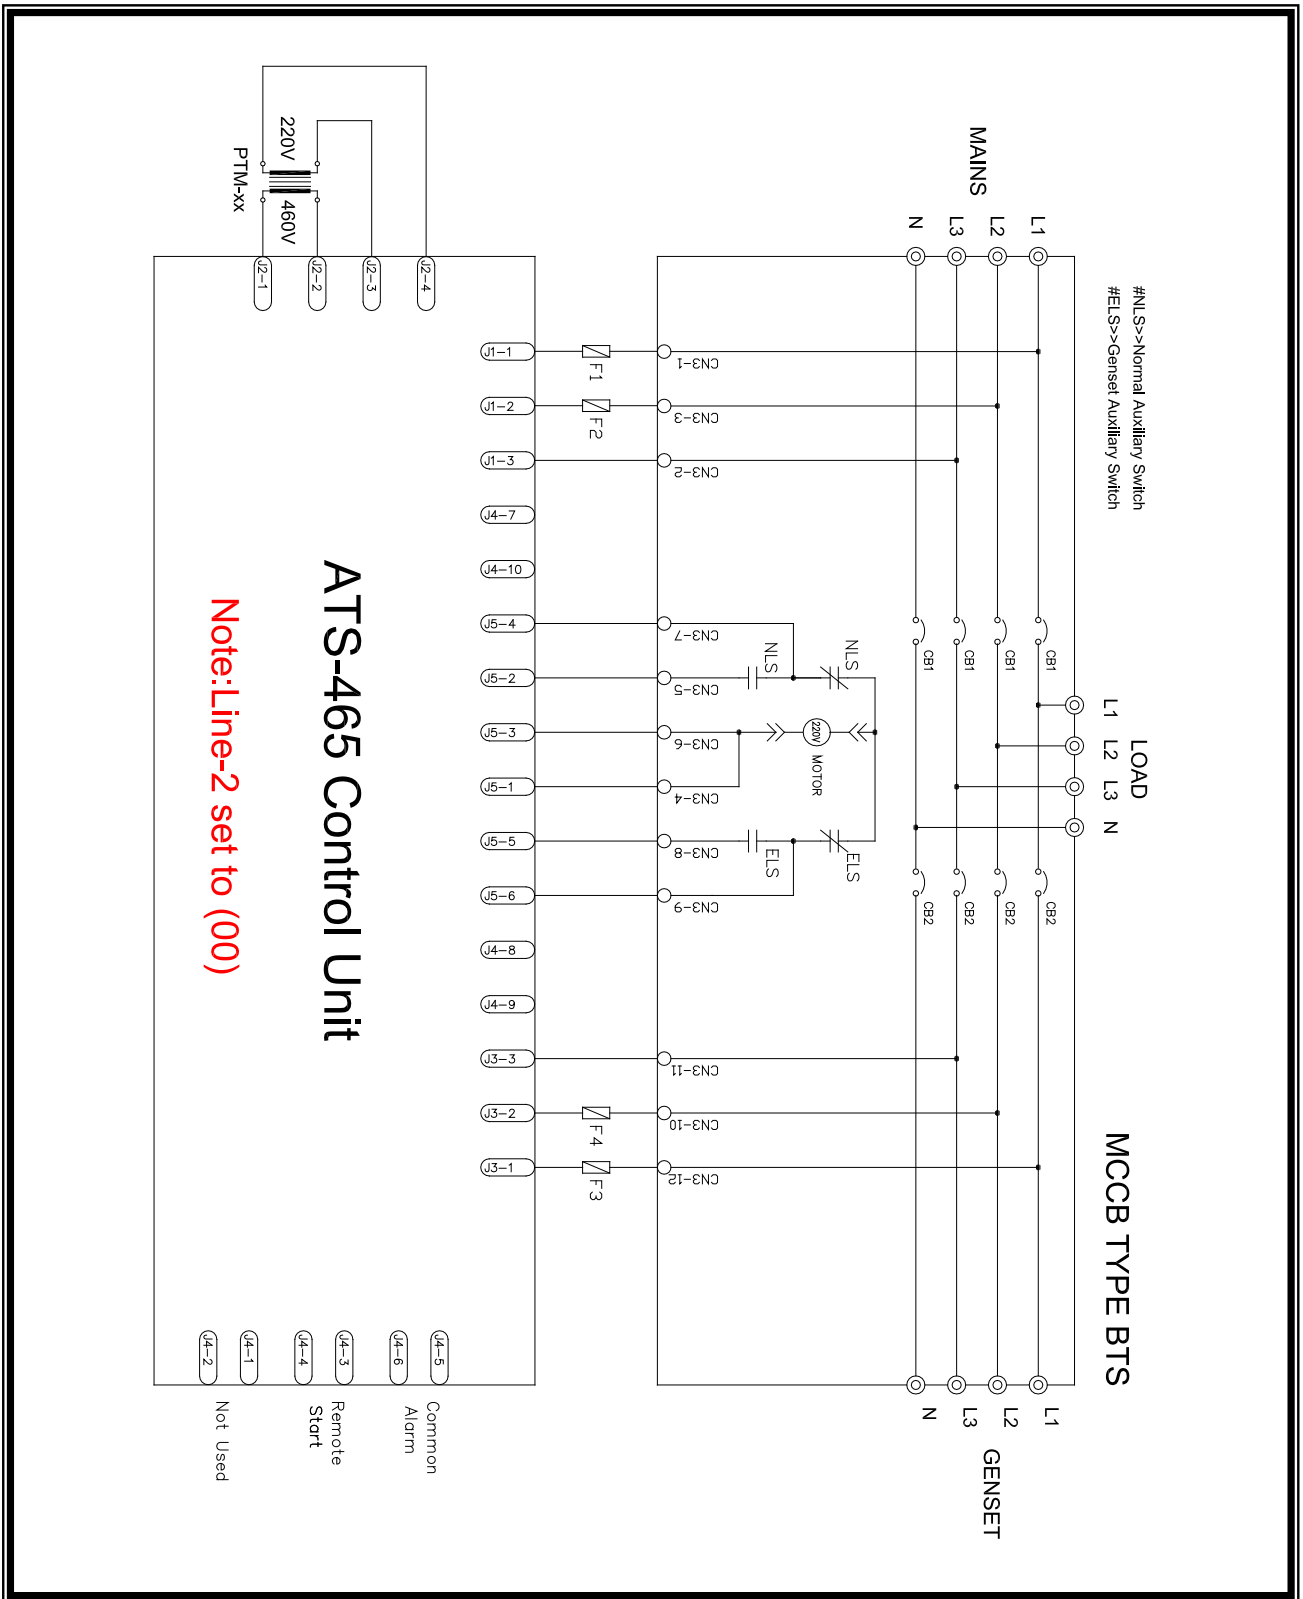 MCCB TYPE BTS
#NLS>>Normal Auxiliary Switch
#ELS>>Genset Auxiliary Switch
LOAD
L1
L2
L3
N
MAINS
L1
L2
L3
N
GENSET
L1
L2
L3
N
CB1
CB1
CB1
CB1
CB2
CB2
CB2
CB2
NLS
NLS
220V
MOTOR
ELS
ELS
CN3-1
CN3-3
CN3-2
CN3-7
CN3-5
CN3-6
CN3-4
CN3-8
CN3-9
CN3-11
CN3-10
CN3-12
F1
F2
F4
F3
J1-1
J1-2
J1-3
J4-7
J4-10
J5-4
J5-2
J5-3
J5-1
J5-5
J5-6
J4-8
J4-9
J3-3
J3-2
J3-1
J2-4
J2-3
J2-2
J2-1
220V
460V
PTM-xx
ATS-465 Control Unit
Note:Line-2 set to (00)
J4-5
J4-6
J4-3
J4-4
J4-1
J4-2
Common
Alarm
Remote
Start
Not Used